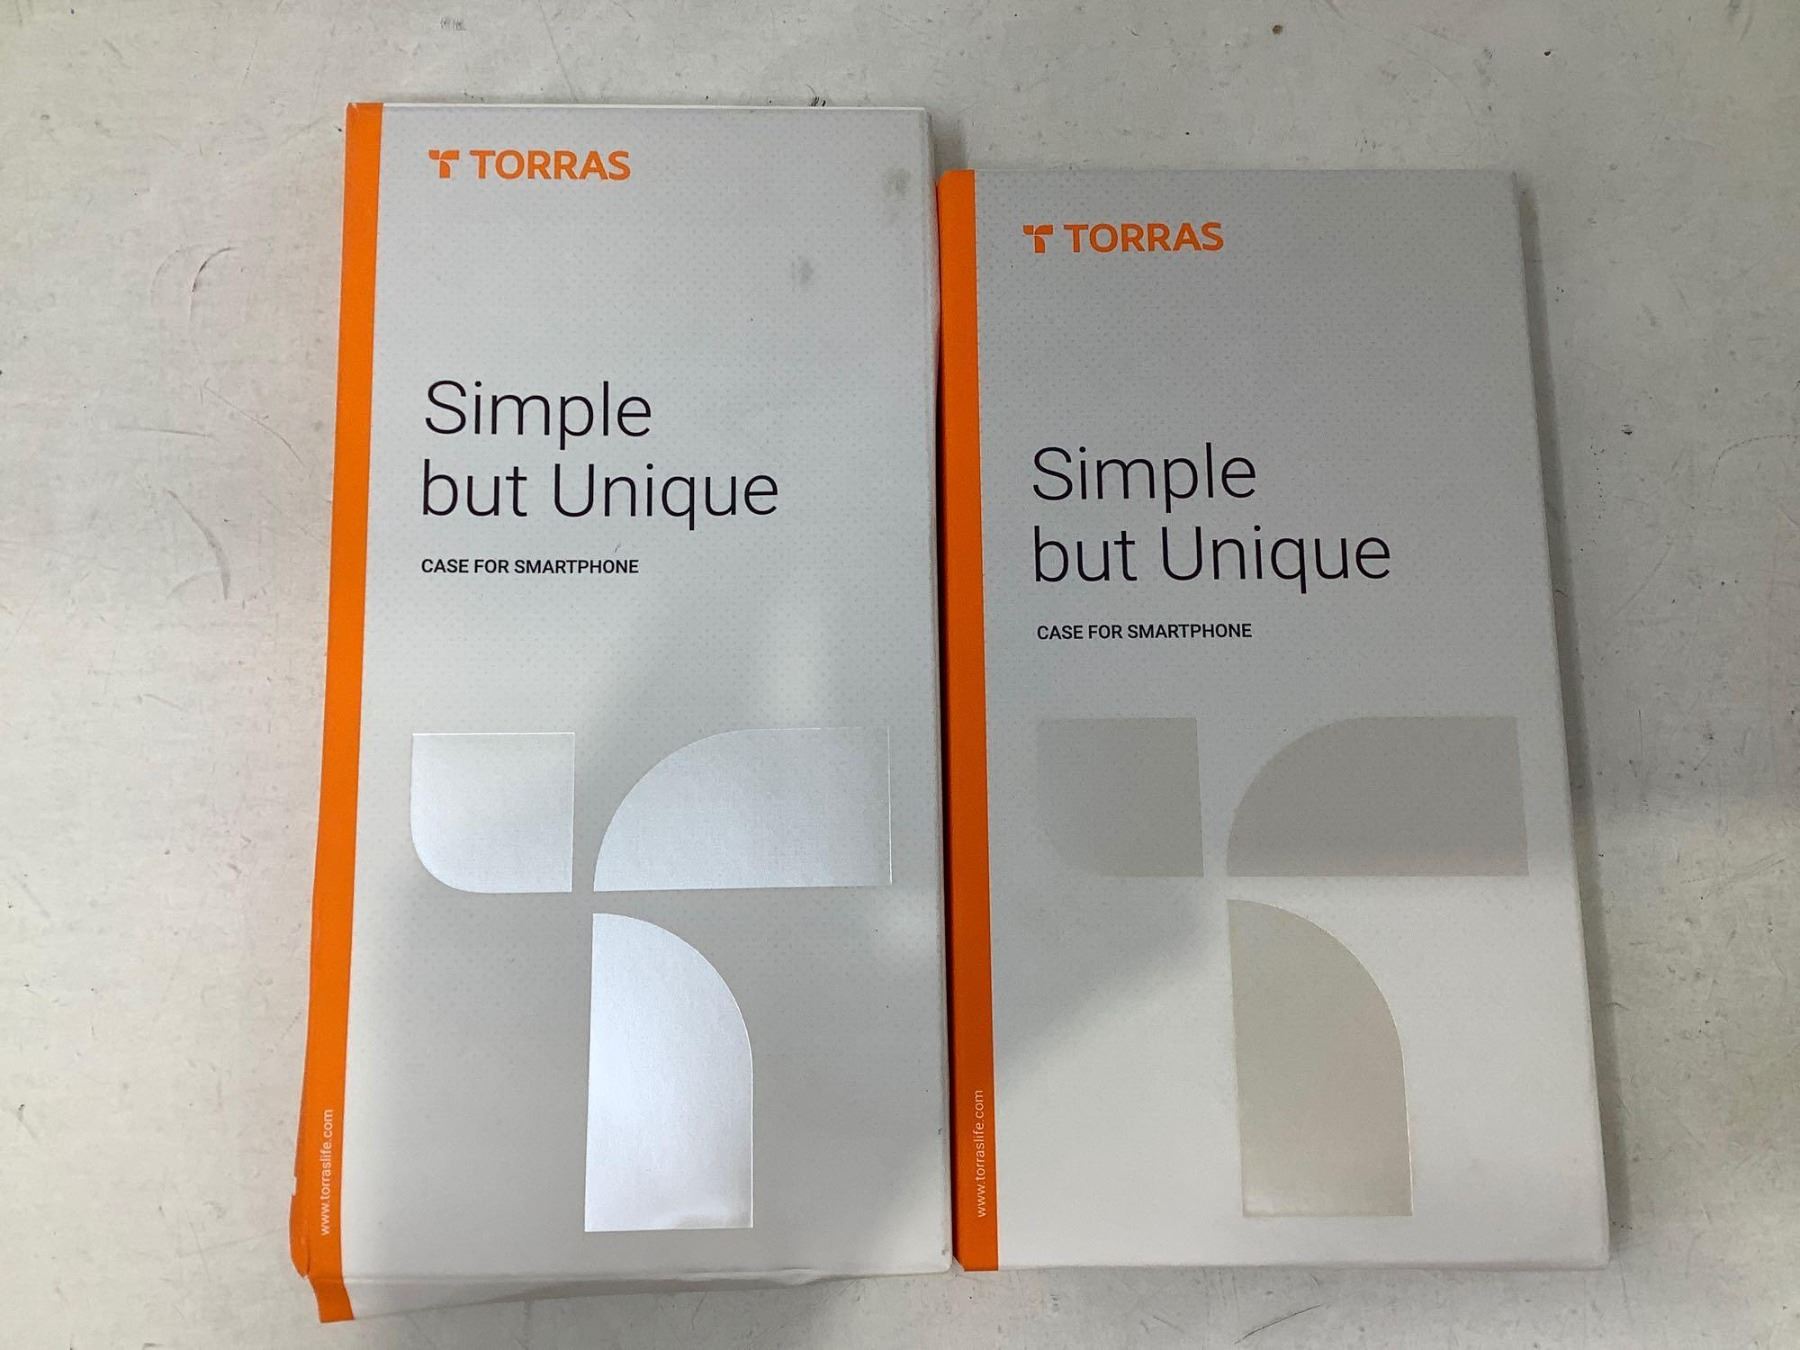 TORRAS
Simple
but Unique
CASE FOR SMARTPHONE
www.torraslife.com
TORRAS
Simple
but Unique
CASE FOR SMARTPHONE
www.torraslife.com